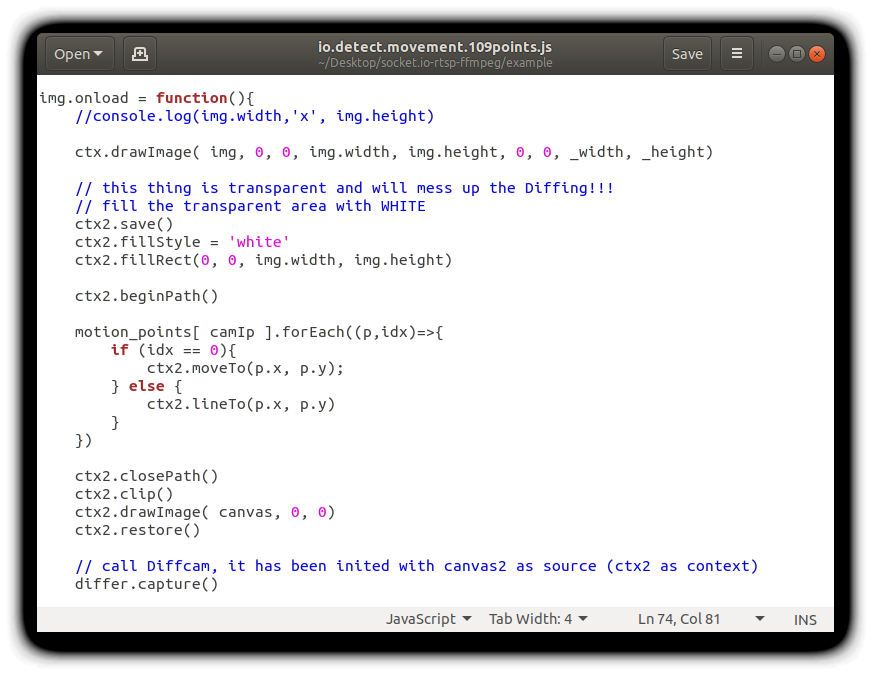 Open
io.detect.movement.109points.js
~/Desktop/socket.io-rtsp-ffmpeg/example
Save
img.onload = function(){
    //console.log(img.width,'x', img.height)
    ctx.drawImage( img, 0, 0, img.width, img.height, 0, 0, _width, _height)
    // this thing is transparent and will mess up the Diffing!!!
    // fill the transparent area with WHITE
    ctx2.save()
    ctx2.fillStyle = 'white'
    ctx2.fillRect(0, 0, img.width, img.height)
    ctx2.beginPath()
    motion_points[ camIp ].forEach((p,idx)=>{
        if (idx == 0){
            ctx2.moveTo(p.x, p.y);
        } else {
            ctx2.lineTo(p.x, p.y)
        }
    })
    ctx2.closePath()
    ctx2.clip()
    ctx2.drawImage( canvas, 0, 0)
    ctx2.restore()
    // call Diffcam, it has been inited with canvas2 as source (ctx2 as context)
    differ.capture()
JavaScript Tab Width: 4 Ln 74, Col 81 INS